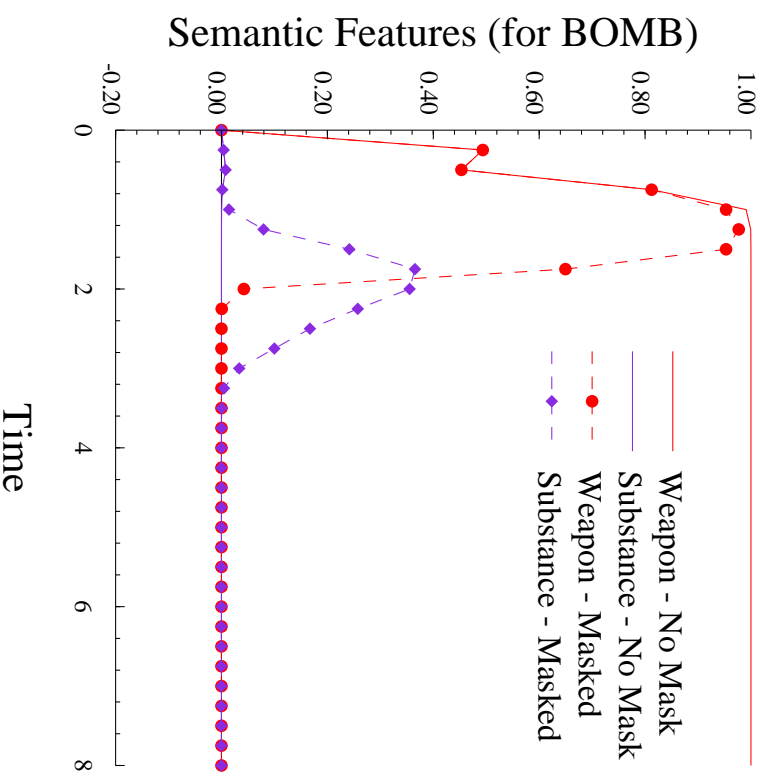 Semantic Features (for BOMB)
-0.20
0.00
0.20
0.40
0.60
0.80
1.00
0
2
4
6
8
Time
Weapon - No Mask
Substance - No Mask
Weapon - Masked
Substance - Masked